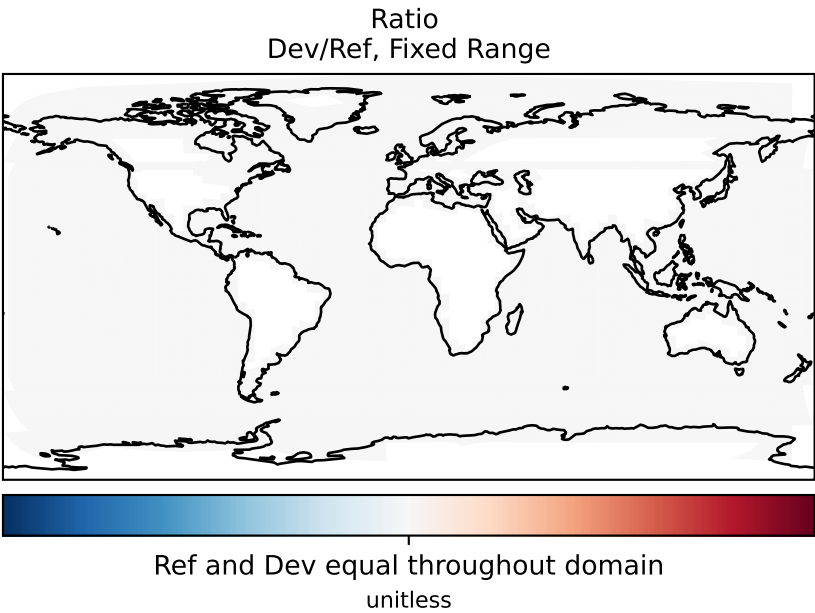 Ratio
Dev/Ref, Fixed Range
Ref and Dev equal throughout domain
unitless